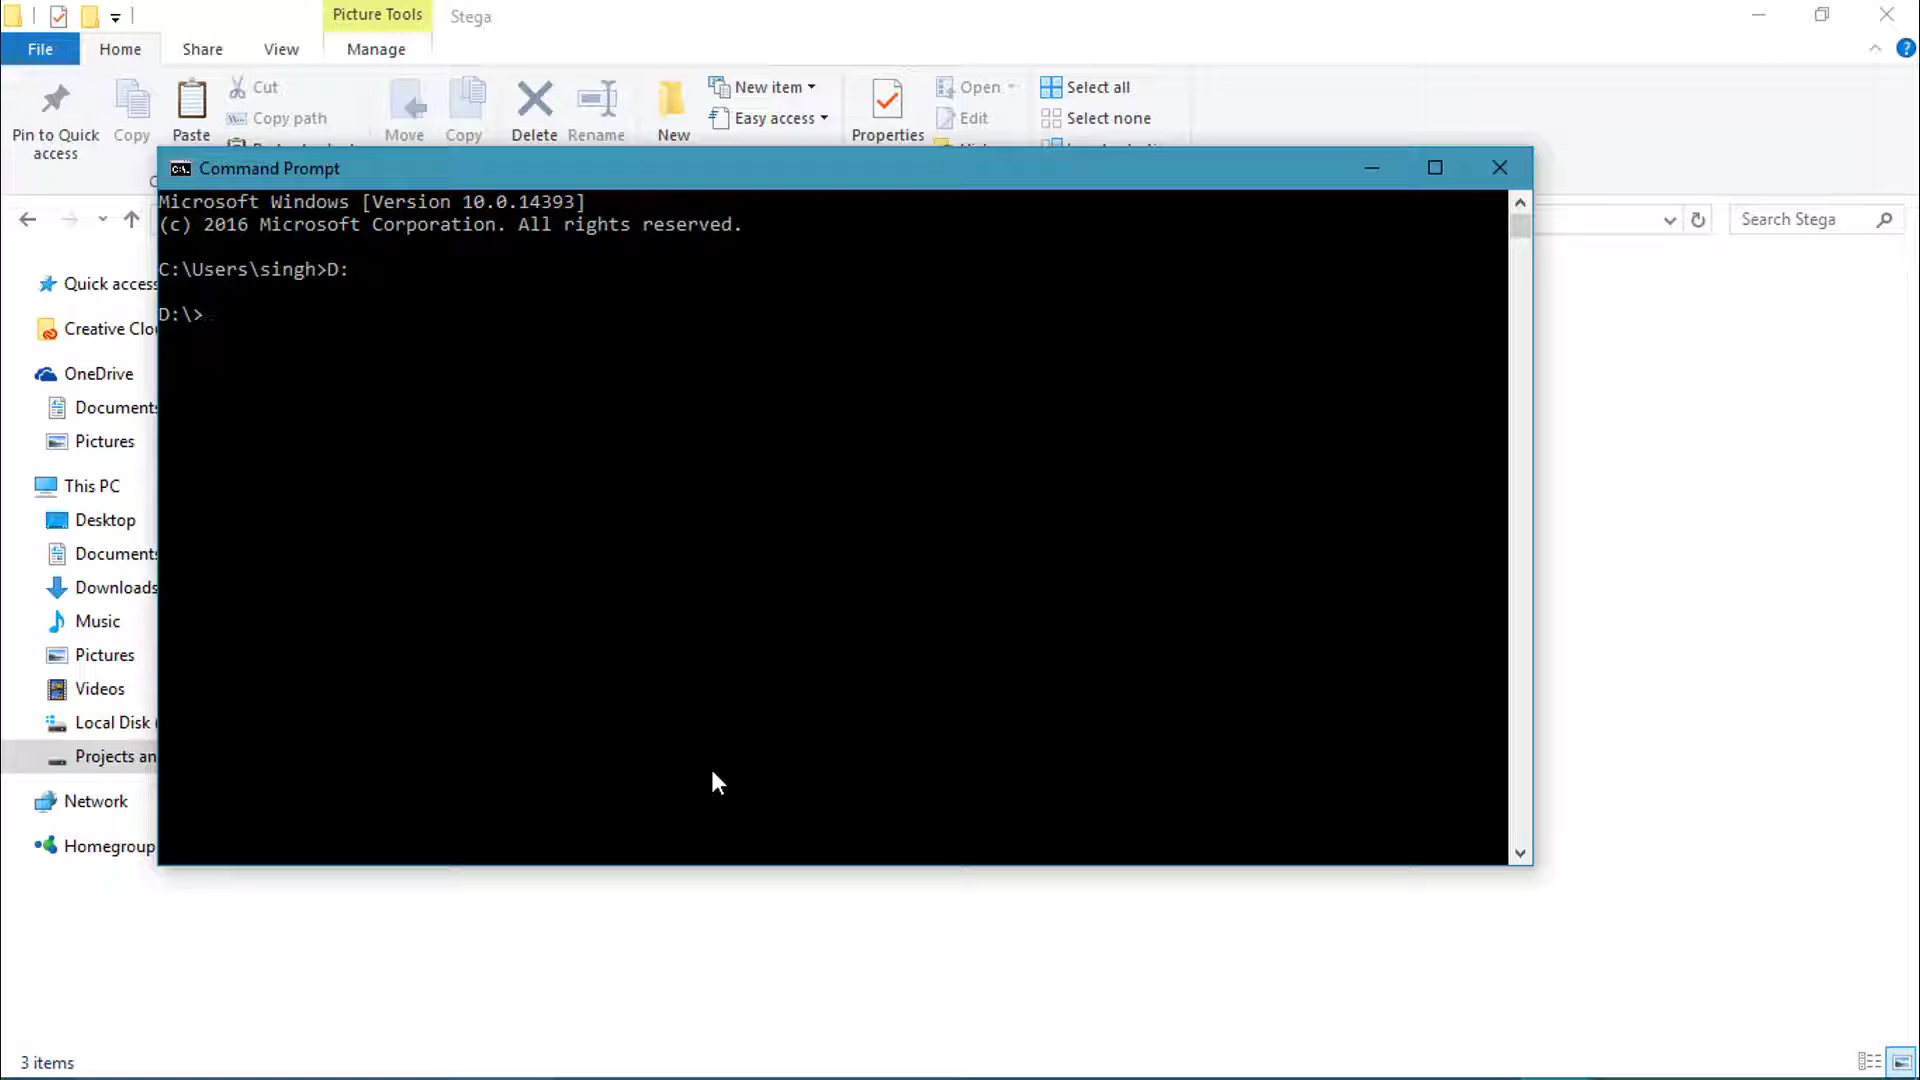 Picture Tools
Stega
File
Home
Share
View
Manage
Pin to Quick access
Copy
Paste
Cut
Copy path
Move
Copy
Delete
Rename
New
New item
Easy access
Properties
Open
Edit
Select all
Select none
Command Prompt
Microsoft Windows [Version 10.0.14393]
(c) 2016 Microsoft Corporation. All rights reserved.
C:\Users\singh>D:
D:\>
Search Stega
Quick access
Creative Clo
OneDrive
Documents
Pictures
This PC
Desktop
Documents
Downloads
Music
Pictures
Videos
Local Disk (
Projects an
Network
Homegroup
3 items